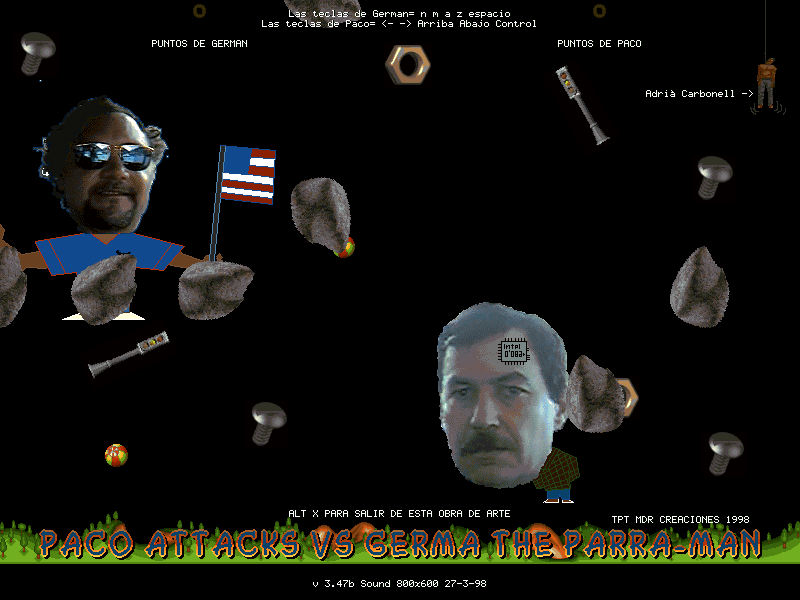 Las teclas de German= n m a z espacio
Las teclas de Paco= <- -> Arriba Abajo Control
PUNTOS DE GERMAN
PUNTOS DE PACO
Adrià Carbonell ->
ALT X PARA SALIR DE ESTA OBRA DE ARTE
TPT MDR CREACIONES 1998
PACO ATTACKS VS GERMA THE PARRA-MAN
v 3.47b Sound 800x600 27-3-98